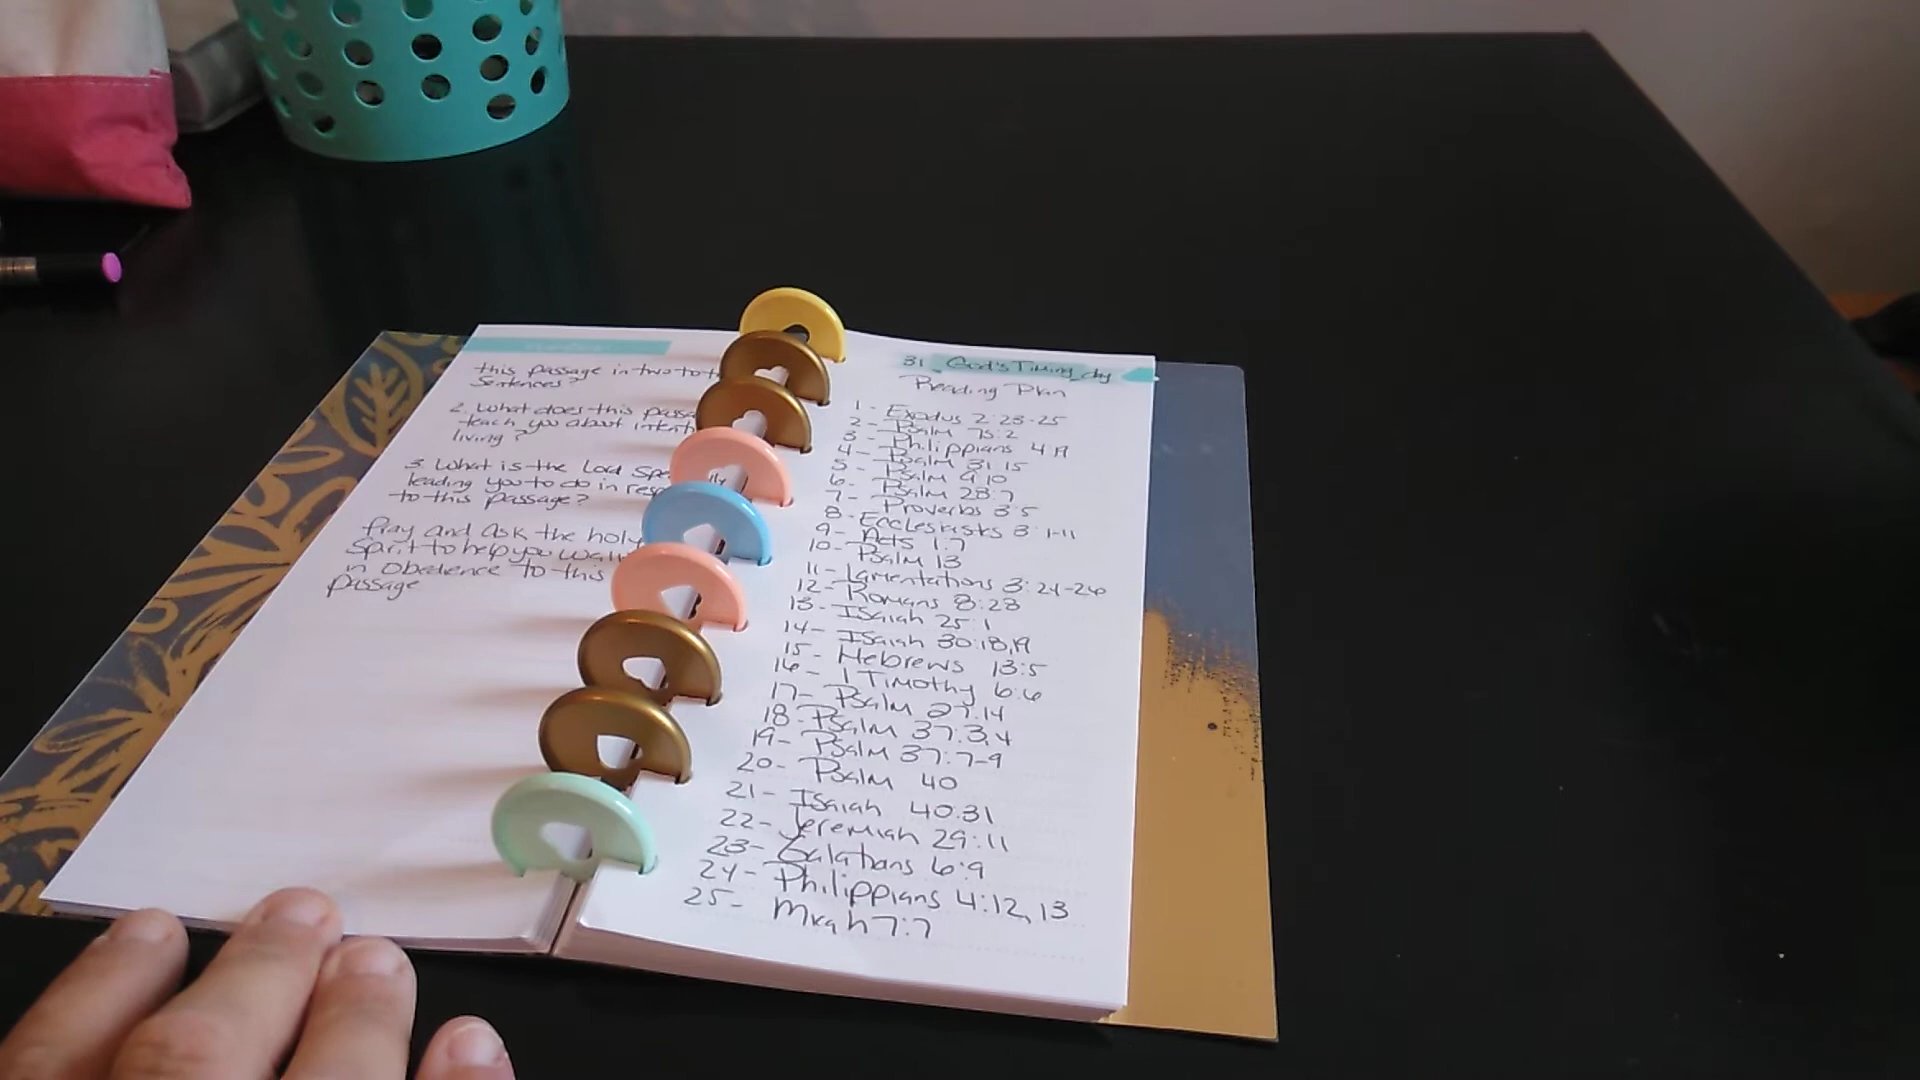 notes
this passage in two to t
Sentences?
2. What does this passa
teach you about intenti
living?
3. What is the Lord spe
leading you to do in resp
to this passage?
Pray and ask the holy
Spirit to help you walk
in Obedience to this
passage
31 God's Timing day
Reading Plan
1 - Exodus 2:23-25
2 - Psalm 75:2
3 - Philippians 4:19
4 - Psalm 31:15
5 - Psalm 9:10
6 - Psalm 28:7
7 - Proverbs 3:5
8 - Ecclesiasts 3:1-11
9 - Acts 1:7
10 - Psalm 13
11 - Lamentations 3:24-26
12 - Romans 8:28
13 - Isaiah 25:1
14 - Isaiah 30:18,19
15 - Hebrews 13:5
16 - 1 Timothy 6:6
17 - Psalm 27:14
18 - Psalm 37:3,4
19 - Psalm 37:7-9
20 - Psalm 40
21 - Isaiah 40:31
22 - Jeremiah 29:11
23 - Galatians 6:9
24 - Philippians 4:12,13
25 - Micah 7:7